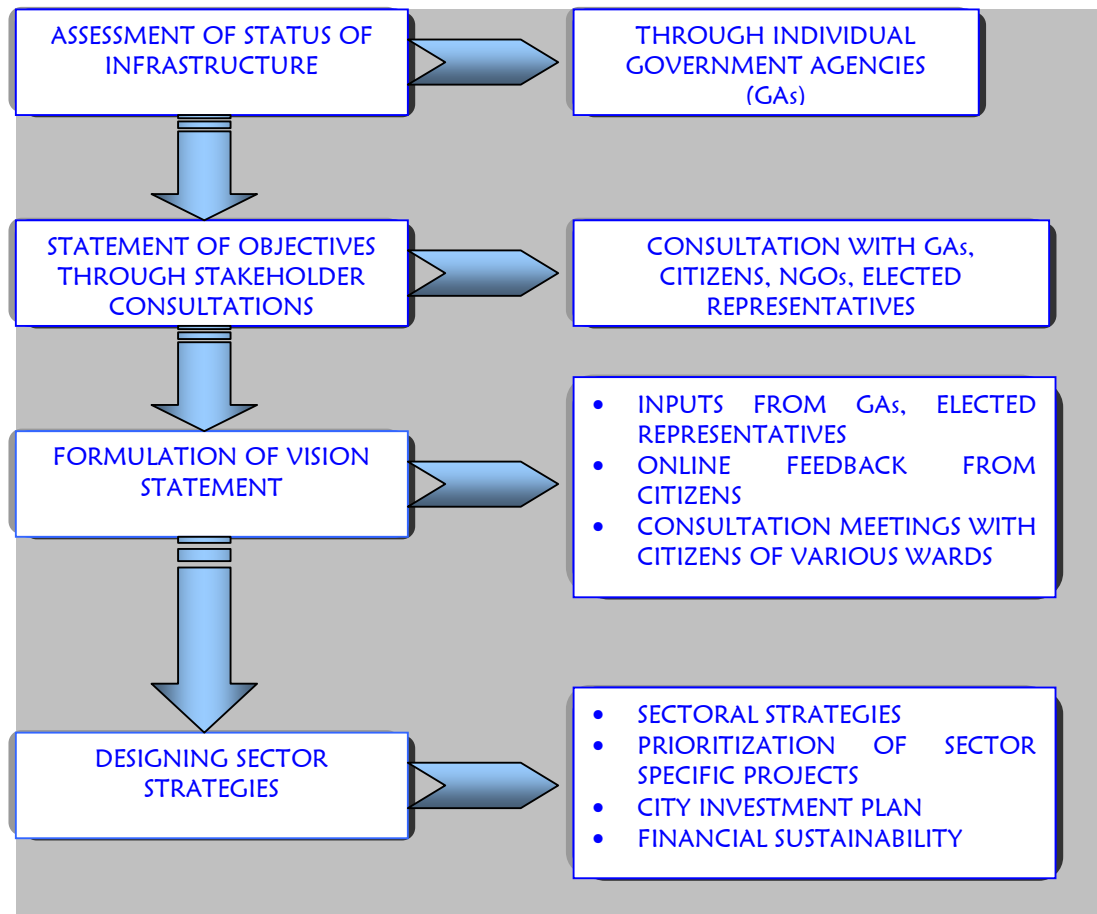 ASSESSMENT OF STATUS OF
INFRASTRUCTURE
THROUGH INDIVIDUAL
GOVERNMENT AGENCIES
(GAs)
STATEMENT OF OBJECTIVES
THROUGH STAKEHOLDER
CONSULTATIONS
CONSULTATION WITH GAs,
CITIZENS, NGOs, ELECTED
REPRESENTATIVES
FORMULATION OF VISION
STATEMENT
• INPUTS FROM GAs, ELECTED
REPRESENTATIVES
• ONLINE FEEDBACK FROM
CITIZENS
• CONSULTATION MEETINGS WITH
CITIZENS OF VARIOUS WARDS
DESIGNING SECTOR
STRATEGIES
• SECTORAL STRATEGIES
• PRIORITIZATION OF SECTOR
SPECIFIC PROJECTS
• CITY INVESTMENT PLAN
• FINANCIAL SUSTAINABILITY